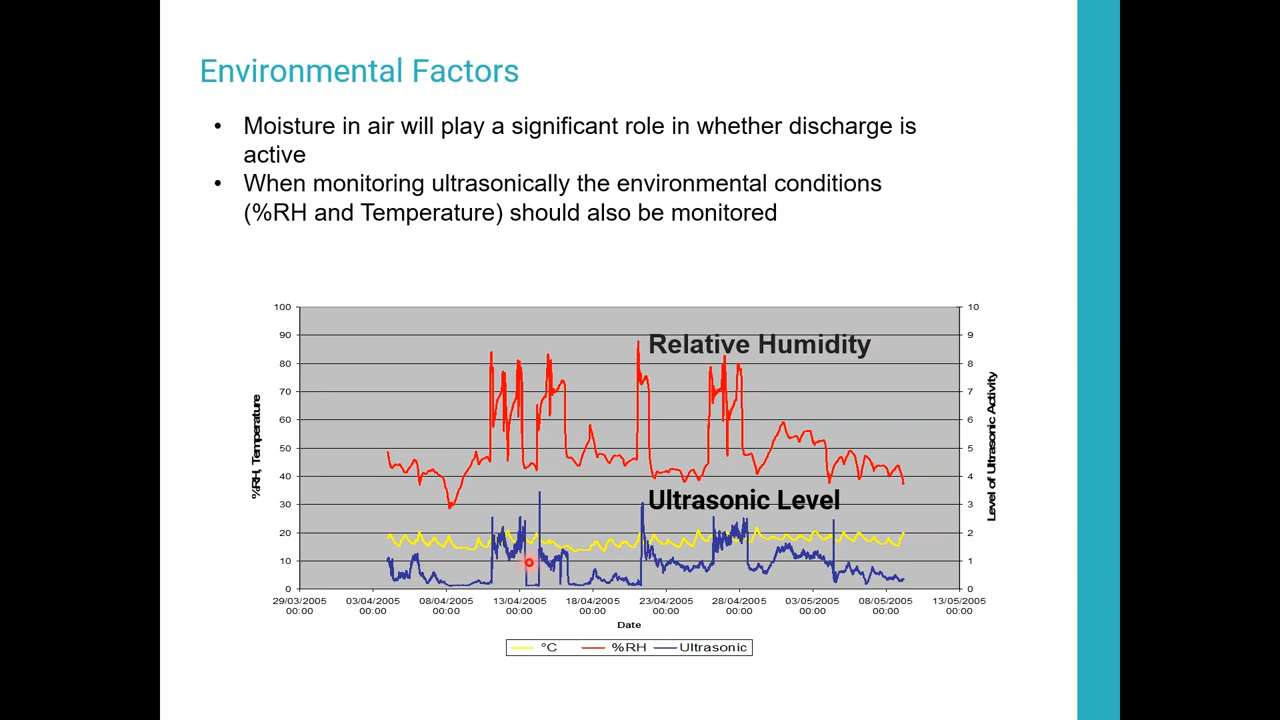 Environmental Factors
• Moisture in air will play a significant role in whether discharge is
active
• When monitoring ultrasonically the environmental conditions
(%RH and Temperature) should also be monitored
100
90
80
70
60
50
40
30
20
10
0
%RH, Temperature
Relative Humidity
Ultrasonic Level
10
9
8
7
6
5
4
3
2
1
0
Level of Ultrasonic Activity
29/03/2005 03/04/2005 08/04/2005 13/04/2005 18/04/2005 23/04/2005 28/04/2005 03/05/2005 08/05/2005 13/05/2005
00:00 00:00 00:00 00:00 00:00 00:00 00:00 00:00 00:00 00:00
Date
°C %RH Ultrasonic